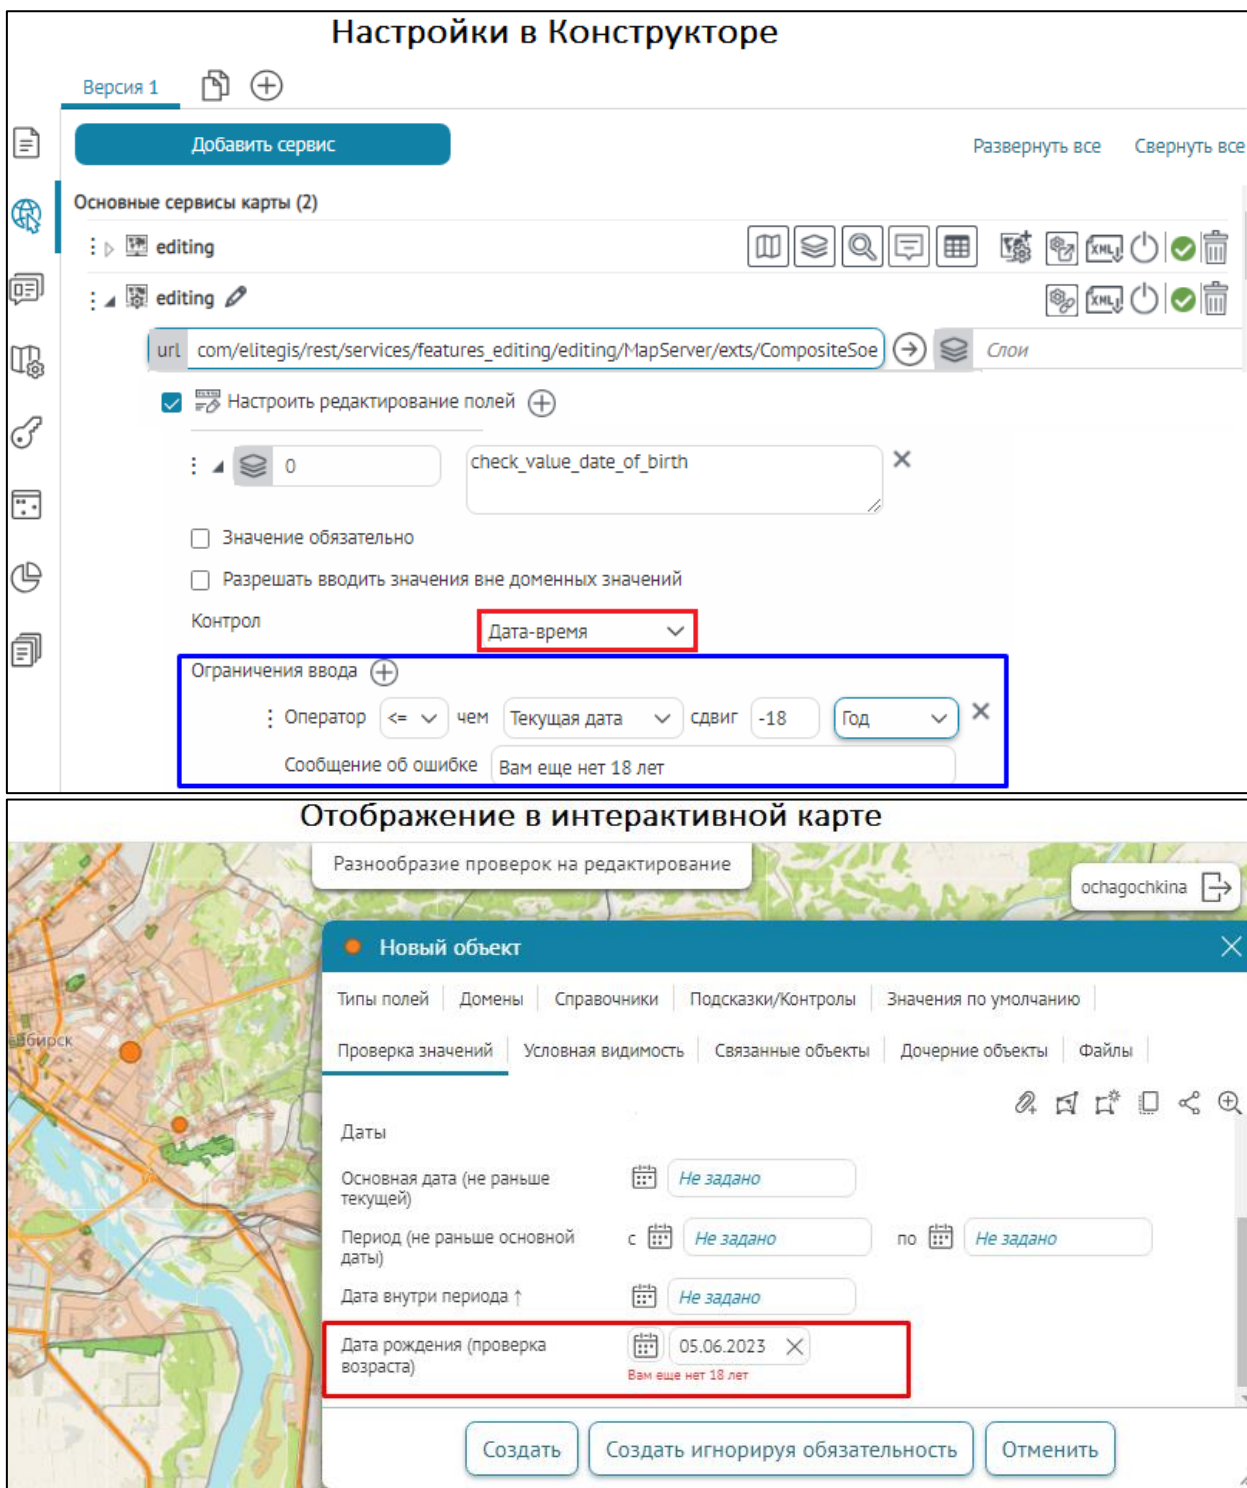 Настройки в Конструкторе
Версия 1
Добавить сервис
Развернуть все Свернуть все
Основные сервисы карты (2)
editing
XML
editing
XML
url com/elitegis/rest/services/features_editing/editing/MapServer/exts/CompositeSoe Слои
Настроить редактирование полей
0 check_value_date_of_birth
Значение обязательно
Разрешать вводить значения вне доменных значений
Контрол Дата-время
Ограничения ввода
Оператор <= чем Текущая дата сдвиг -18 Год
Сообщение об ошибке Вам еще нет 18 лет
Отображение в интерактивной карте
Разнообразие проверок на редактирование
ochagochkina
Новый объект
Типы полей Домены Справочники Подсказки/Контролы Значения по умолчанию
Проверка значений Условная видимость Связанные объекты Дочерние объекты Файлы
Даты
Основная дата (не раньше текущей) Не задано
Период (не раньше основной даты) с Не задано по Не задано
Дата внутри периода ↑ Не задано
Дата рождения (проверка возраста) 05.06.2023
Вам еще нет 18 лет
Создать Создать игнорируя обязательность Отменить